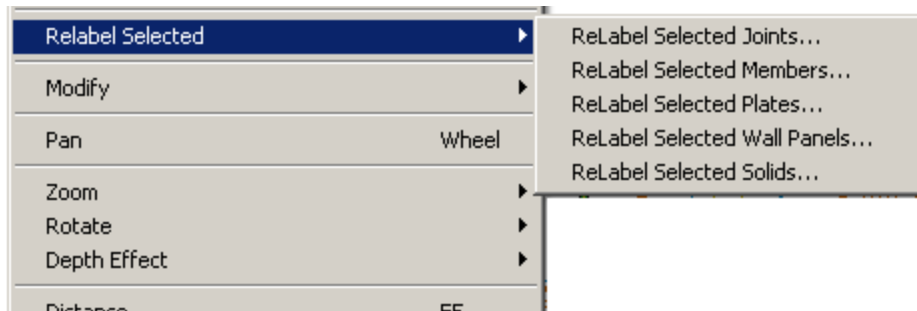 Relabel Selected
Modify
Pan Wheel
Zoom
Rotate
Depth Effect
ReLabel Selected Joints...
ReLabel Selected Members...
ReLabel Selected Plates...
ReLabel Selected Wall Panels...
ReLabel Selected Solids...